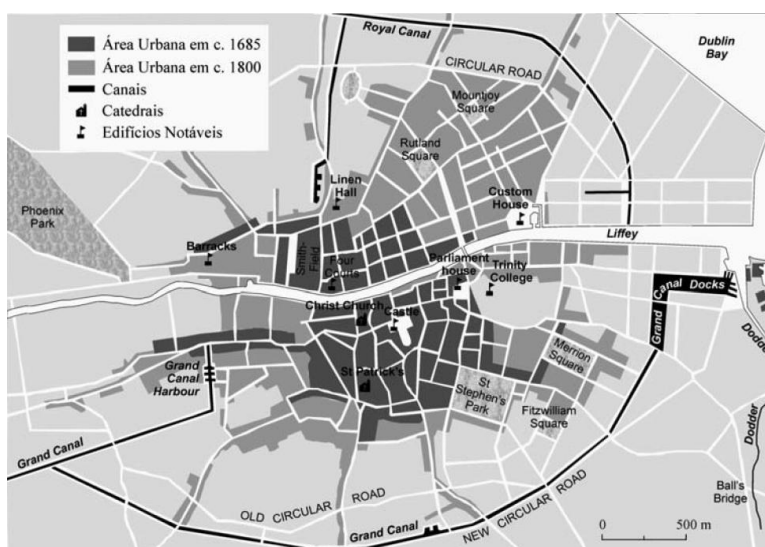 Área Urbana em c. 1685
Área Urbana em c. 1800
Canais
Catedrais
Edifícios Notáveis
Royal Canal
CIRCULAR ROAD
Dublin
Bay
Mountjoy
Square
Rutland
Square
Linen
Hall
Custom
House
Phoenix
Park
Barracks
Smith-
Field
Four
Courts
Liffey
Parliament
house
Trinity
College
Christ Church
Castle
Grand
Canal Docks
Dodder
Merrion
Square
St Patrick's
Grand
Canal
Harbour
St
Stephen's
Park
Fitzwilliam
Square
Dodder
Grand Canal
Ball's
Bridge
OLD CIRCULAR ROAD
NEW CIRCULAR ROAD
Grand Canal
0 500 m